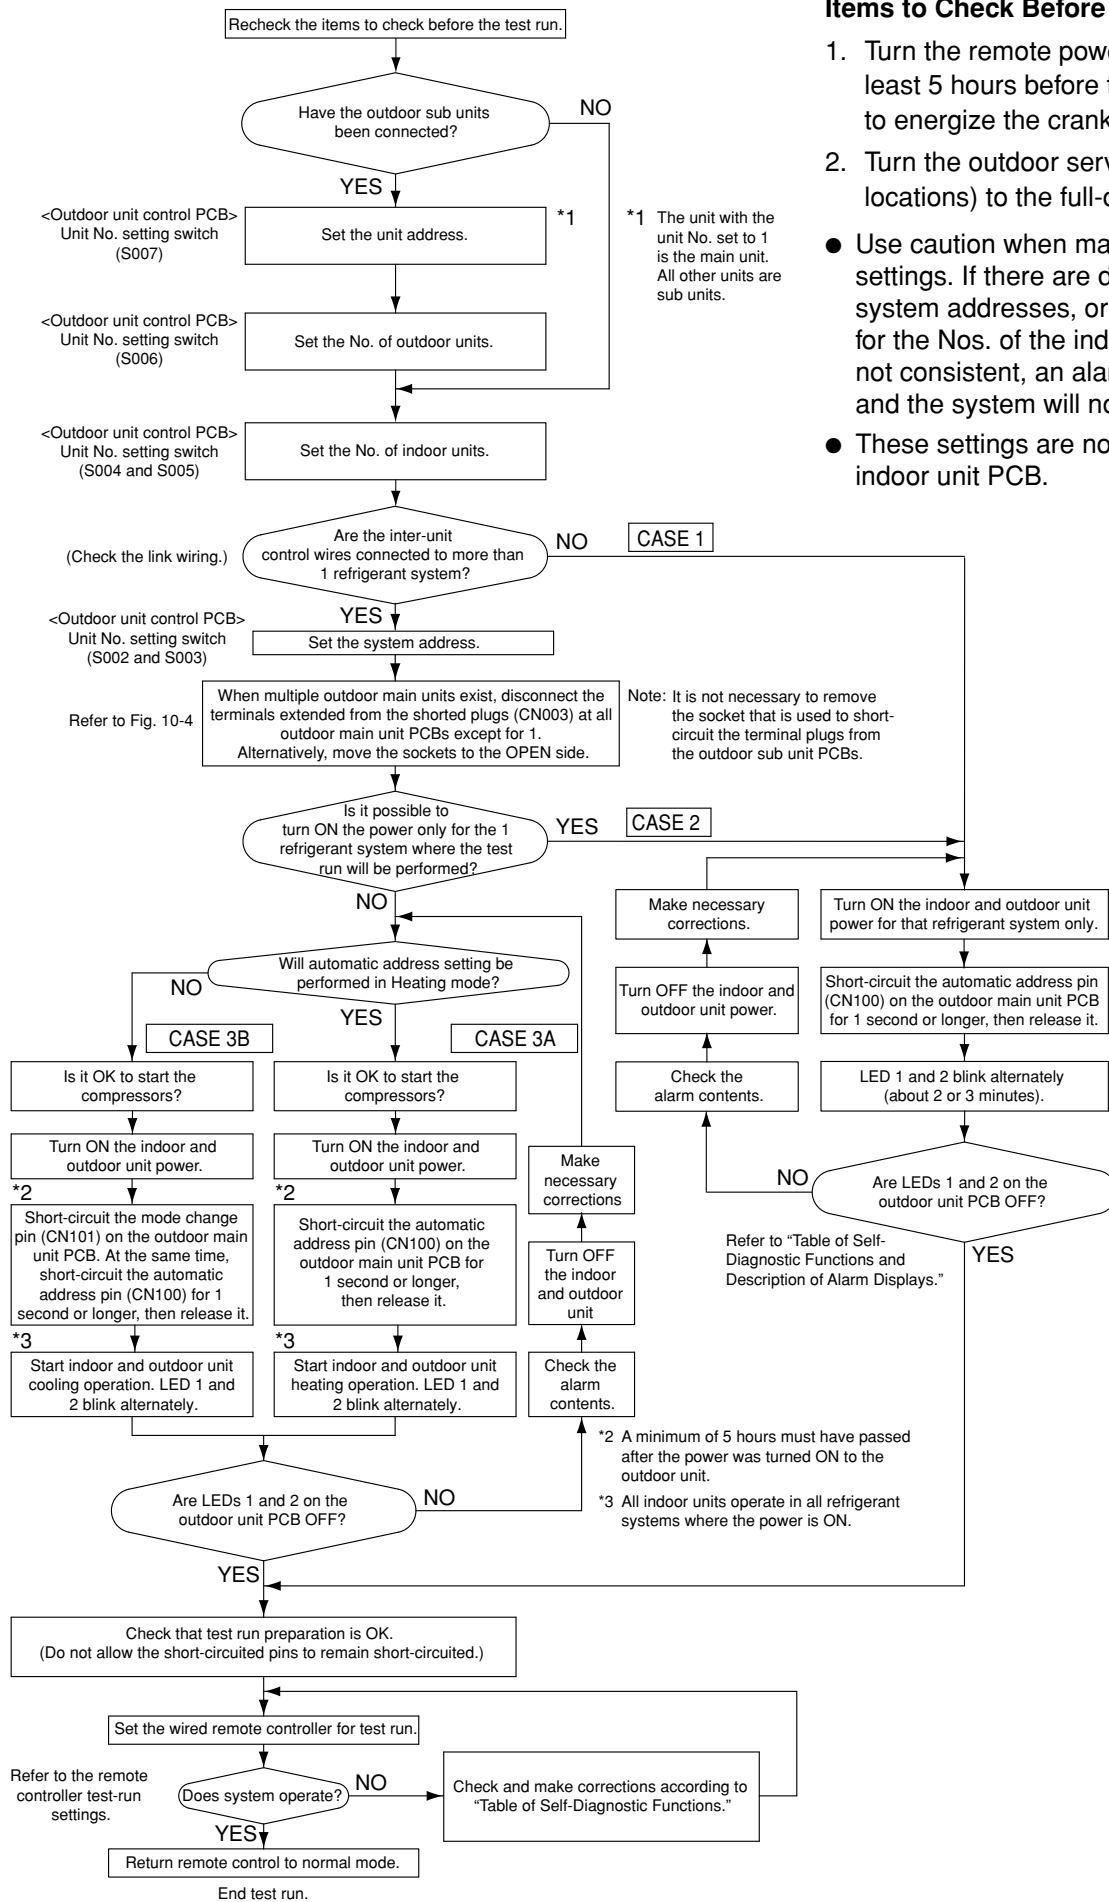 Recheck the items to check before the test run.
Have the outdoor sub units
been connected?
NO
YES
<Outdoor unit control PCB>
Unit No. setting switch
(S007)
Set the unit address.
*1
*1 The unit with the
unit No. set to 1
is the main unit.
All other units are
sub units.
<Outdoor unit control PCB>
Unit No. setting switch
(S006)
Set the No. of outdoor units.
<Outdoor unit control PCB>
Unit No. setting switch
(S004 and S005)
Set the No. of indoor units.
Items to Check Before
1. Turn the remote pow
least 5 hours before
to energize the crank
2. Turn the outdoor serv
locations) to the full-
● Use caution when ma
settings. If there are d
system addresses, or
for the Nos. of the ind
not consistent, an ala
and the system will no
● These settings are no
indoor unit PCB.
(Check the link wiring.)
Are the inter-unit
control wires connected to more than
1 refrigerant system?
NO
CASE 1
YES
<Outdoor unit control PCB>
Unit No. setting switch
(S002 and S003)
Set the system address.
Refer to Fig. 10-4
When multiple outdoor main units exist, disconnect the
terminals extended from the shorted plugs (CN003) at all
outdoor main unit PCBs except for 1.
Alternatively, move the sockets to the OPEN side.
Note: It is not necessary to remove
the socket that is used to short-
circuit the terminal plugs from
the outdoor sub unit PCBs.
Is it possible to
turn ON the power only for the 1
refrigerant system where the test
run will be performed?
YES
CASE 2
NO
Will automatic address setting be
performed in Heating mode?
NO
YES
CASE 3B
CASE 3A
Is it OK to start the
compressors?
Turn ON the indoor and
outdoor unit power.
*2
Short-circuit the mode change
pin (CN101) on the outdoor main
unit PCB. At the same time,
short-circuit the automatic
address pin (CN100) for 1
second or longer, then release it.
*3
Start indoor and outdoor unit
cooling operation. LED 1 and
2 blink alternately.
Is it OK to start the
compressors?
Turn ON the indoor and
outdoor unit power.
*2
Short-circuit the automatic
address pin (CN100) on the
outdoor main unit PCB for
1 second or longer,
then release it.
*3
Start indoor and outdoor unit
heating operation. LED 1 and
2 blink alternately.
Make
necessary
corrections
Turn OFF
the indoor
and outdoor
unit
Check the
alarm
contents.
Make necessary
corrections.
Turn OFF the indoor and
outdoor unit power.
Check the
alarm contents.
Turn ON the indoor and outdoor unit
power for that refrigerant system only.
Short-circuit the automatic address pin
(CN100) on the outdoor main unit PCB
for 1 second or longer, then release it.
LED 1 and 2 blink alternately
(about 2 or 3 minutes).
NO
Are LEDs 1 and 2 on the
outdoor unit PCB OFF?
Refer to “Table of Self-
Diagnostic Functions and
Description of Alarm Displays.”
YES
*2 A minimum of 5 hours must have passed
after the power was turned ON to the
outdoor unit.
*3 All indoor units operate in all refrigerant
systems where the power is ON.
Are LEDs 1 and 2 on the
outdoor unit PCB OFF?
NO
YES
Check that test run preparation is OK.
(Do not allow the short-circuited pins to remain short-circuited.)
Set the wired remote controller for test run.
Refer to the remote
controller test-run
settings.
Does system operate?
NO
Check and make corrections according to
“Table of Self-Diagnostic Functions.”
YES
Return remote control to normal mode.
End test run.